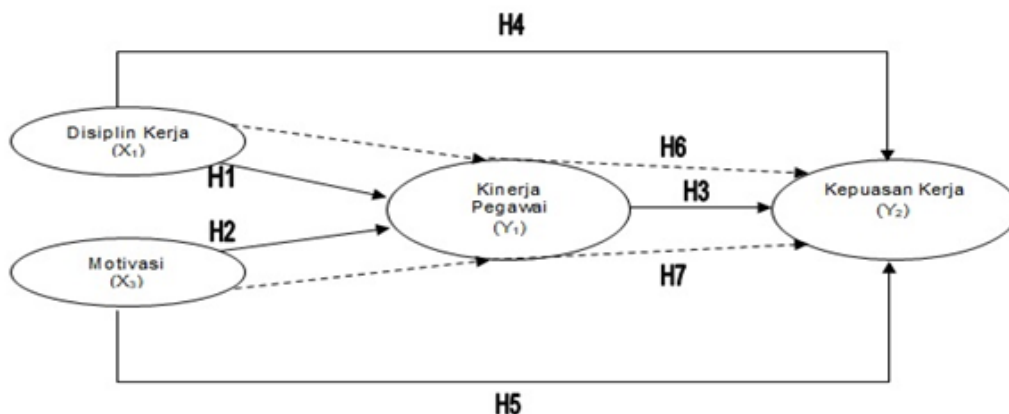 H4
Disiplin Kerja
(X₁)
H6
H1
Kinerja
Pegawai
(Y₁)
H3
Kepuasan Kerja
(Y₂)
H2
Motivasi
(X₃)
H7
H5